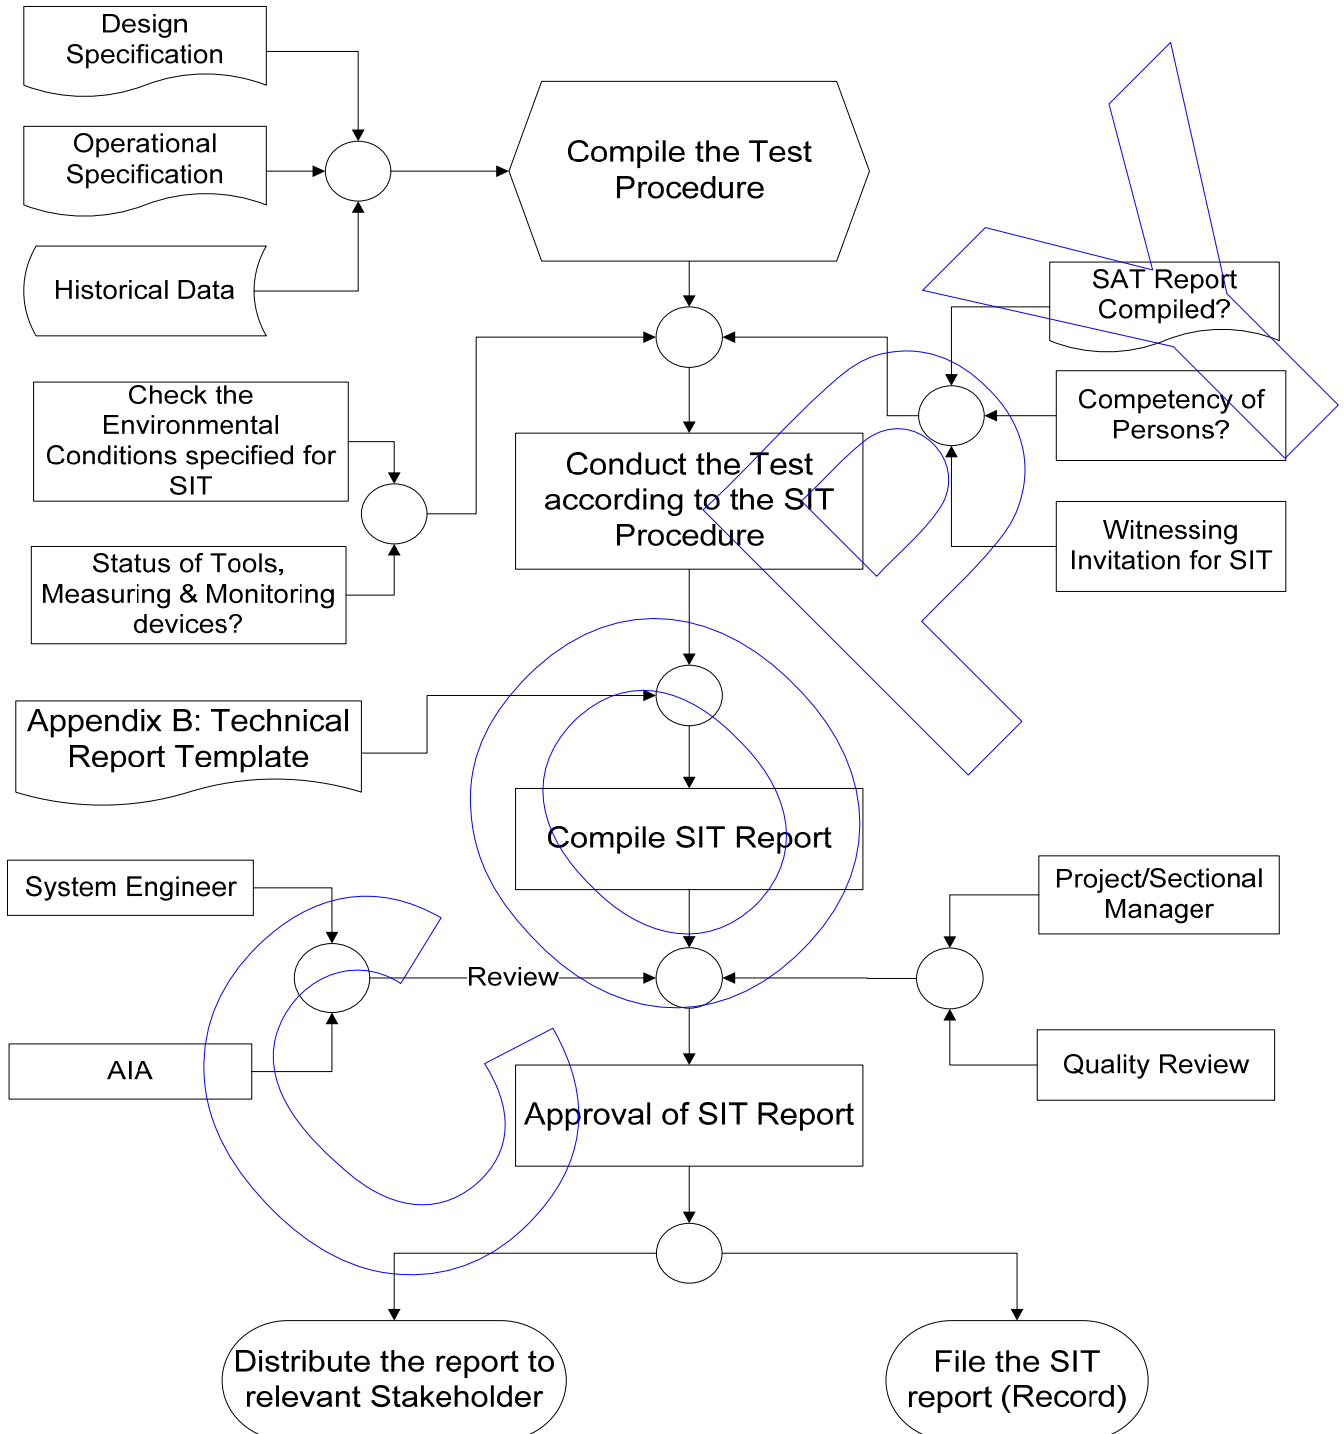 Design
Specification
Operational
Specification
Historical Data
Compile the Test
Procedure
SAT Report
Compiled?
Competency of
Persons?
Witnessing
Invitation for SIT
Check the
Environmental
Conditions specified for
SIT
Status of Tools,
Measuring & Monitoring
devices?
Conduct the Test
according to the SIT
Procedure
Appendix B: Technical
Report Template
Compile SIT Report
System Engineer
AIA
Review
Project/Sectional
Manager
Quality Review
Approval of SIT Report
Distribute the report to
relevant Stakeholder
File the SIT
report (Record)
COPY